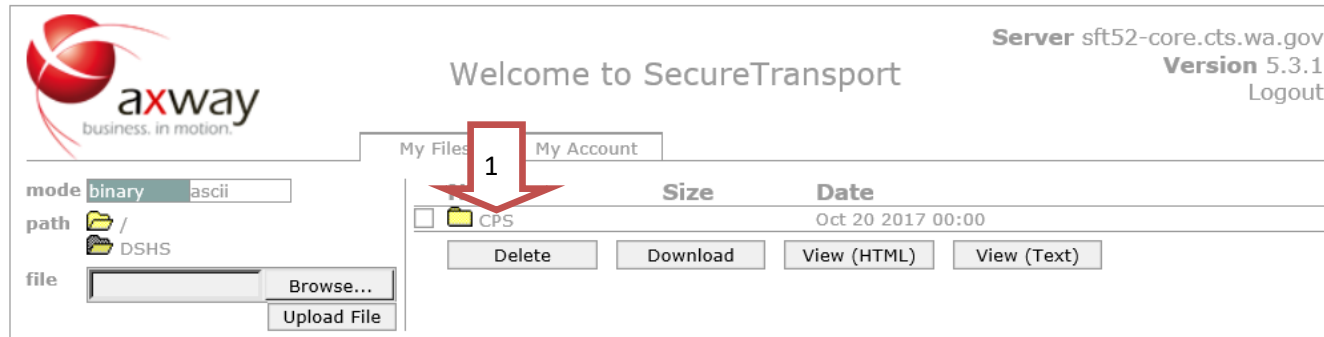 axway
business. in motion.™
Welcome to SecureTransport
Server sft52-core.cts.wa.gov
Version 5.3.1
Logout
My Files My Account
1
mode binary ascii
path /
DSHS
file Browse...
Upload File
Size Date
CPS Oct 20 2017 00:00
Delete Download View (HTML) View (Text)